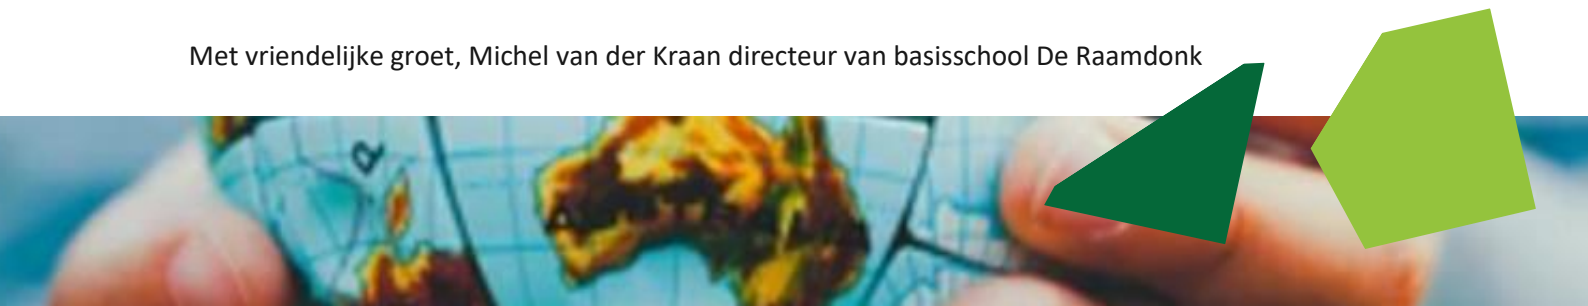 Met vriendelijke groet, Michel van der Kraan directeur van basisschool De Raamdonk